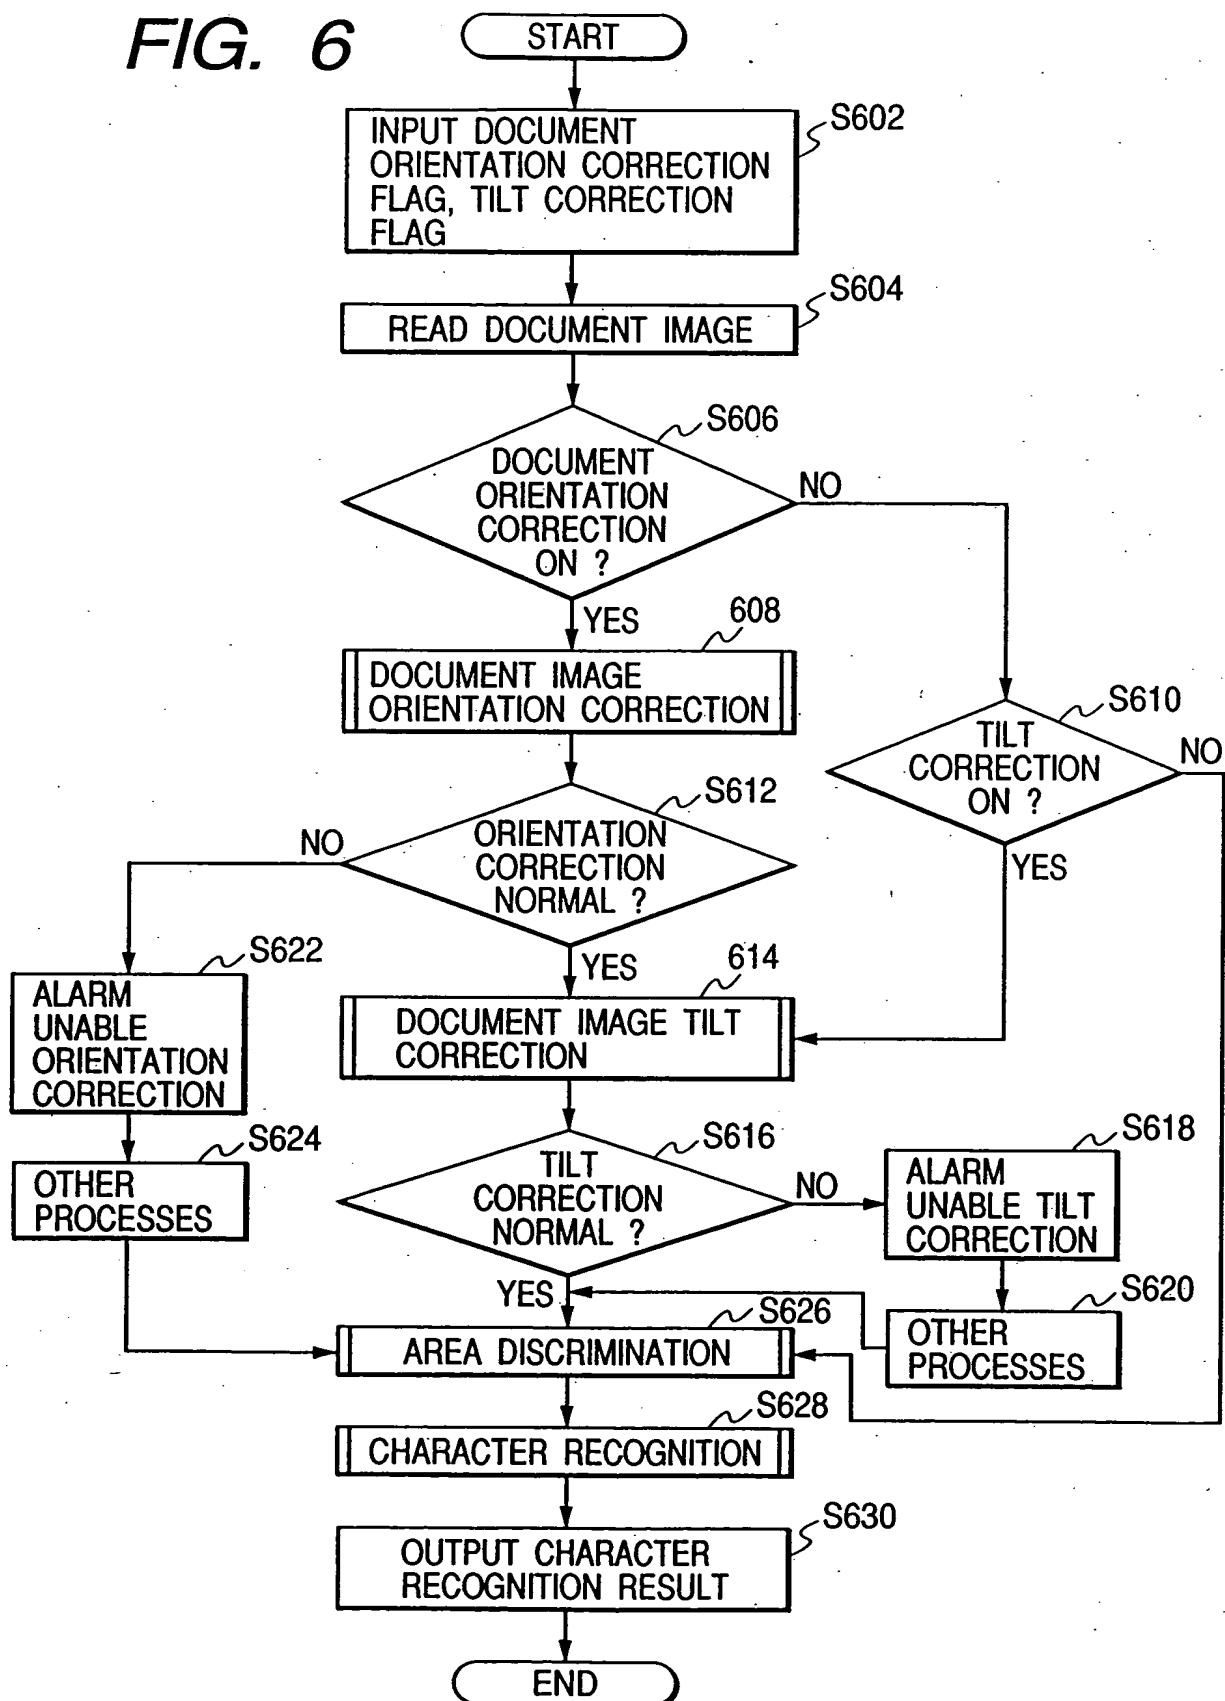 FIG. 6
START
S602
INPUT DOCUMENT
ORIENTATION CORRECTION
FLAG, TILT CORRECTION
FLAG
S604
READ DOCUMENT IMAGE
S606
DOCUMENT
ORIENTATION
CORRECTION
ON ?
NO
YES
608
DOCUMENT IMAGE
ORIENTATION CORRECTION
S610
TILT
CORRECTION
ON ?
NO
YES
S612
ORIENTATION
CORRECTION
NORMAL ?
NO
YES
S622
ALARM
UNABLE
ORIENTATION
CORRECTION
614
DOCUMENT IMAGE TILT
CORRECTION
S624
OTHER
PROCESSES
S616
TILT
CORRECTION
NORMAL ?
NO
YES
S618
ALARM
UNABLE TILT
CORRECTION
S620
OTHER
PROCESSES
S626
AREA DISCRIMINATION
S628
CHARACTER RECOGNITION
S630
OUTPUT CHARACTER
RECOGNITION RESULT
END